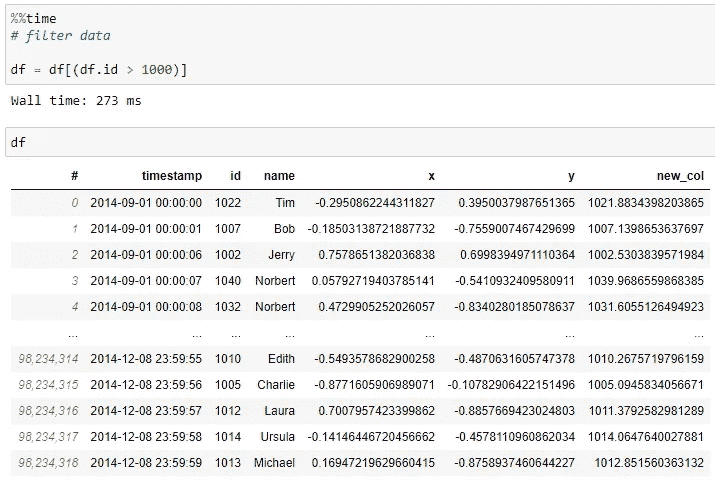 %%time
# filter data
df = df[(df.id > 1000)]
Wall time: 273 ms
df
# timestamp id name x y new_col
0 2014-09-01 00:00:00 1022 Tim -0.2950862244311827 0.3950037987651365 1021.8834398203865
1 2014-09-01 00:00:01 1007 Bob -0.18503138721887732 -0.7559007467429699 1007.1398653637697
2 2014-09-01 00:00:06 1002 Jerry 0.7578651382036838 0.6998394971110364 1002.5303839571984
3 2014-09-01 00:00:07 1040 Norbert 0.05792719403785141 -0.5410932409580911 1039.9686559868385
4 2014-09-01 00:00:08 1032 Norbert 0.4729905252026057 -0.8340280185078637 1031.6055126494923
... ... ... ... ... ... ...
98,234,314 2014-12-08 23:59:55 1010 Edith -0.5493578682900258 -0.4870631605747378 1010.2675719796159
98,234,315 2014-12-08 23:59:56 1005 Charlie -0.8771605906989071 -0.10782906422151496 1005.0945834056671
98,234,316 2014-12-08 23:59:57 1012 Laura 0.7007957423399862 -0.8857669423024803 1011.3792582981289
98,234,317 2014-12-08 23:59:58 1014 Ursula -0.14146446720456662 -0.4578110960862034 1014.0647640027881
98,234,318 2014-12-08 23:59:59 1013 Michael 0.16947219629660415 -0.8758937460644227 1012.851560363132